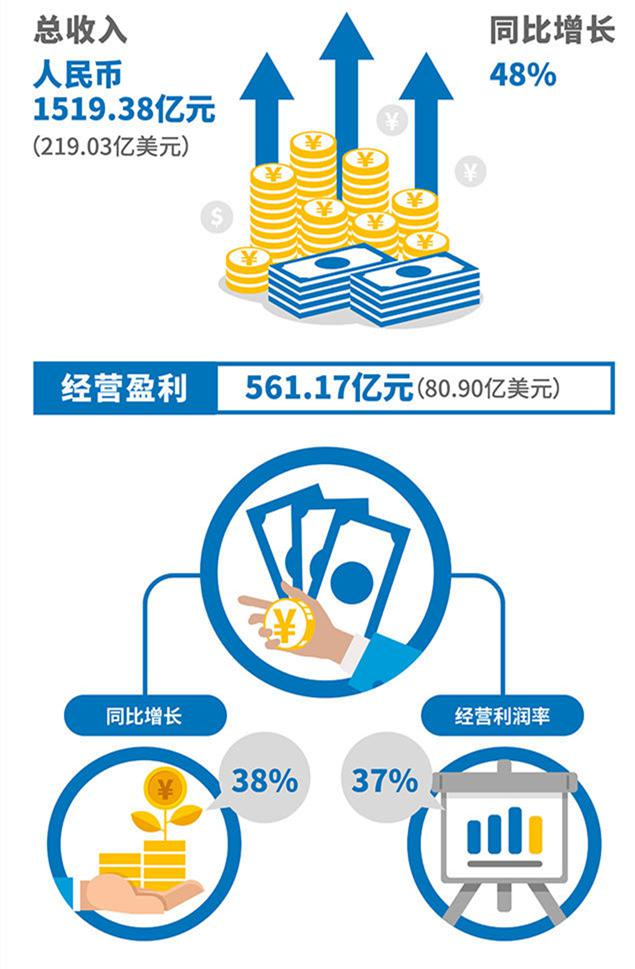 总收入
人民币
1519.38亿元
(219.03亿美元)
同比增长
48%
¥
¥
¥
¥
¥
¥
¥
¥
¥
$
经营盈利 561.17亿元(80.90亿美元)
¥
同比增长
经营利润率
¥
38%
37%